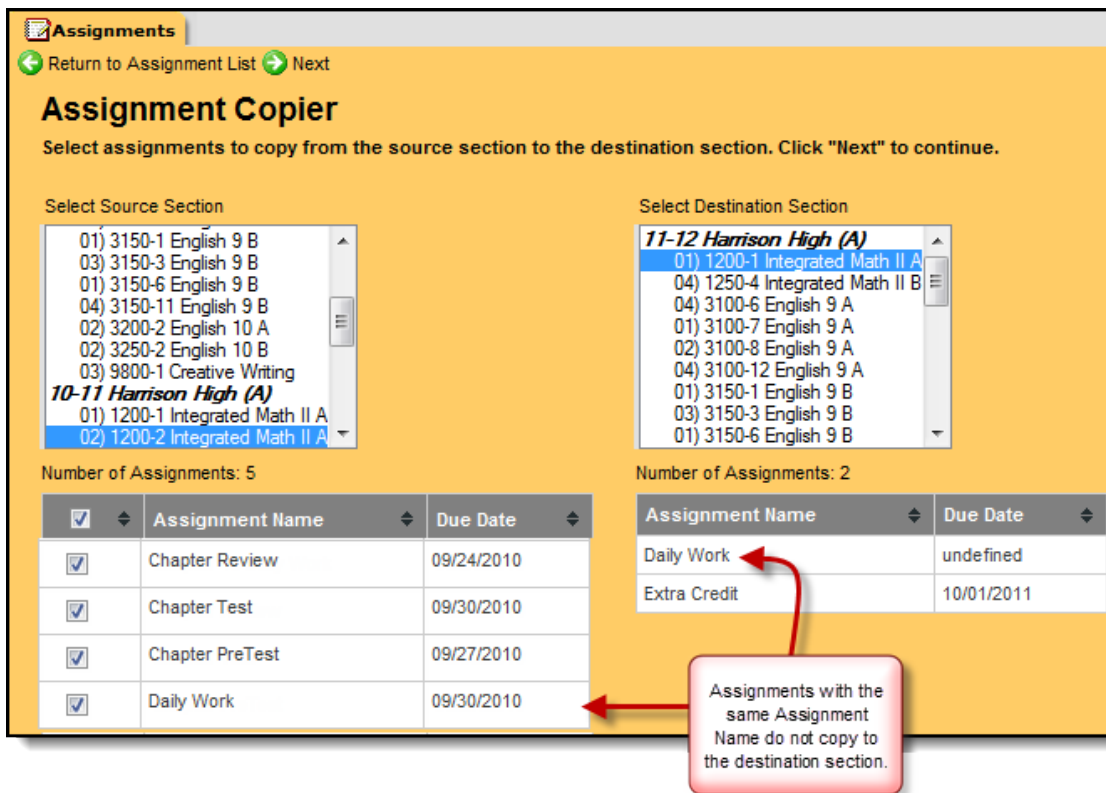 Assignments
Return to Assignment List Next
Assignment Copier
Select assignments to copy from the source section to the destination section. Click "Next" to continue.
Select Source Section
01) 3150-1 English 9 B
03) 3150-3 English 9 B
01) 3150-6 English 9 B
04) 3150-11 English 9 B
02) 3200-2 English 10 A
02) 3250-2 English 10 B
03) 9800-1 Creative Writing
10-11 Harrison High (A)
01) 1200-1 Integrated Math II A
02) 1200-2 Integrated Math II A
Number of Assignments: 5
Assignment Name Due Date
Chapter Review 09/24/2010
Chapter Test 09/30/2010
Chapter PreTest 09/27/2010
Daily Work 09/30/2010
Select Destination Section
11-12 Harrison High (A)
01) 1200-1 Integrated Math II A
04) 1250-4 Integrated Math II B
04) 3100-6 English 9 A
01) 3100-7 English 9 A
02) 3100-8 English 9 A
04) 3100-12 English 9 A
01) 3150-1 English 9 B
03) 3150-3 English 9 B
01) 3150-6 English 9 B
Number of Assignments: 2
Assignment Name Due Date
Daily Work undefined
Extra Credit 10/01/2011
Assignments with the
same Assignment
Name do not copy to
the destination section.